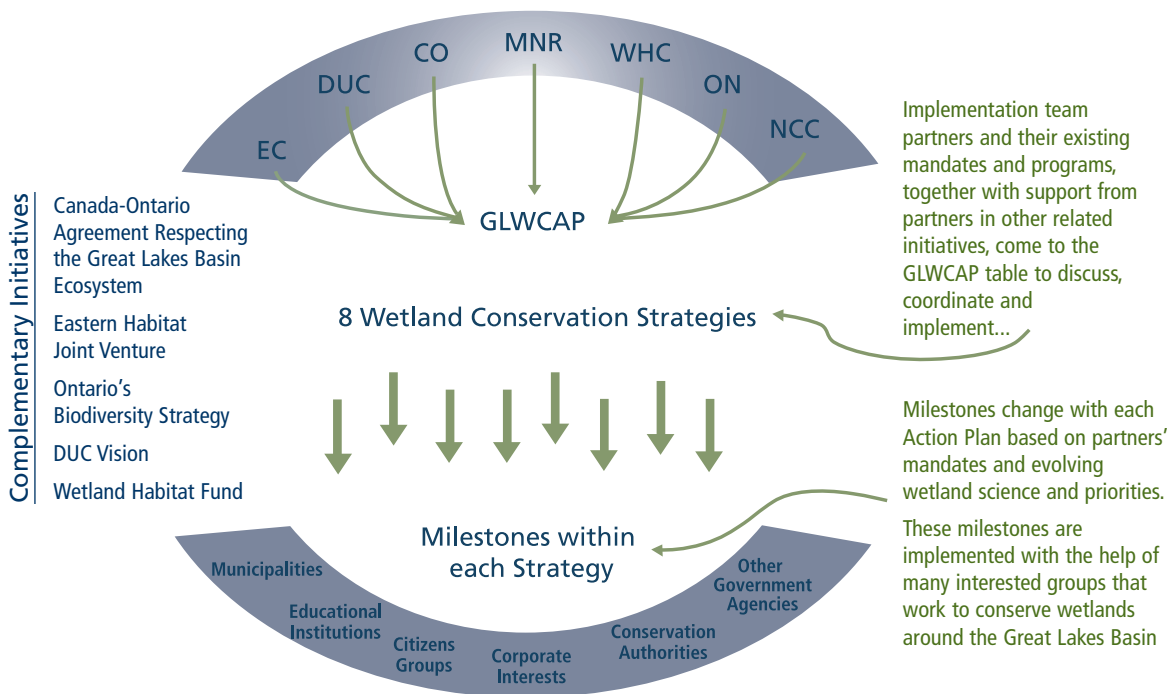 EC
DUC
CO
MNR
WHC
ON
NCC
GLWCAP
Implementation team
partners and their existing
mandates and programs,
together with support from
partners in other related
initiatives, come to the
GLWCAP table to discuss,
coordinate and
implement...
Complementary Initiatives
Canada-Ontario
Agreement Respecting
the Great Lakes Basin
Ecosystem
Eastern Habitat
Joint Venture
Ontario’s
Biodiversity Strategy
DUC Vision
Wetland Habitat Fund
8 Wetland Conservation Strategies
Milestones change with each
Action Plan based on partners’
mandates and evolving
wetland science and priorities.
These milestones are
implemented with the help of
many interested groups that
work to conserve wetlands
around the Great Lakes Basin
Milestones within
each Strategy
Municipalities
Educational
Institutions
Citizens
Groups
Corporate
Interests
Conservation
Authorities
Other
Government
Agencies